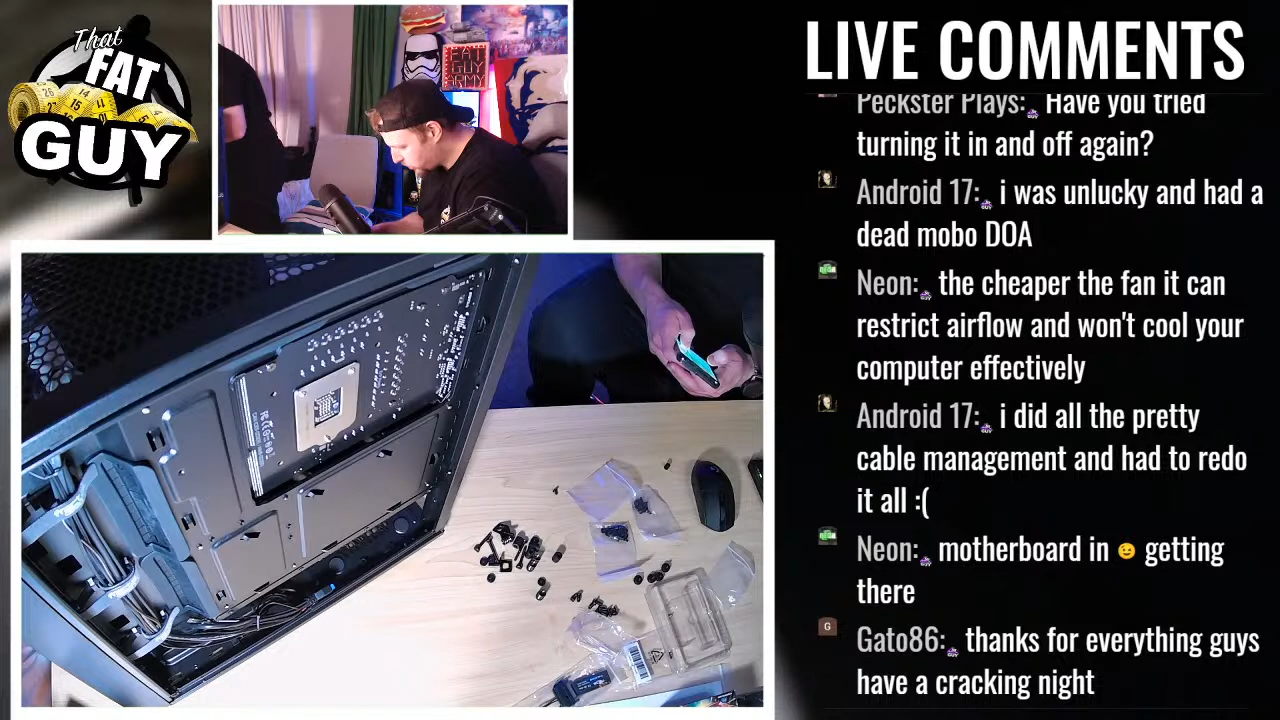 That
FAT
GUY
FAT
GUY
ARMY
LIVE COMMENTS
Peckster Plays: Have you tried
turning it in and off again?
Android 17: i was unlucky and had a
dead mobo DOA
Neon: the cheaper the fan it can
restrict airflow and won't cool your
computer effectively
Android 17: i did all the pretty
cable management and had to redo
it all :(
Neon: motherboard in 😉 getting
there
G
Gato86: thanks for everything guys
have a cracking night